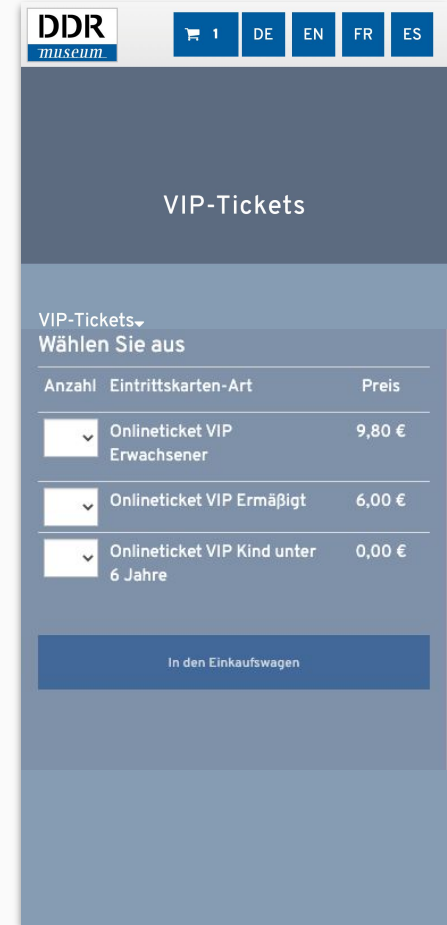 DDR
museum
1 DE EN FR ES
VIP-Tickets
VIP-Tickets
Wählen Sie aus
Anzahl Eintrittskarten-Art Preis
Onlineticket VIP 9,80 €
Erwachsener
Onlineticket VIP Ermäßigt 6,00 €
Onlineticket VIP Kind unter 0,00 €
6 Jahre
In den Einkaufswagen